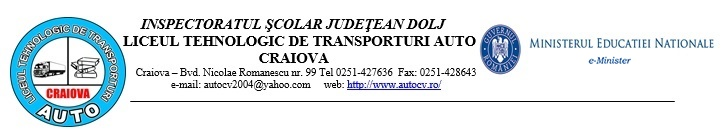 INSPECTORATUL ŞCOLAR JUDEŢEAN DOLJ
LICEUL TEHNOLOGIC DE TRANSPORTURI AUTO
CRAIOVA
Craiova – Bvd. Nicolae Romanescu nr. 99 Tel 0251-427636 Fax: 0251-428643
e-mail: autocv2004@yahoo.com web: http://www.autocv.ro/
LICEUL TEHNOLOGIC DE TRANSPORTURI
CRAIOVA
AUTO
GUVERNUL ROMÂNIEI
MINISTERUL EDUCATIEI NATIONALE
e-Minister